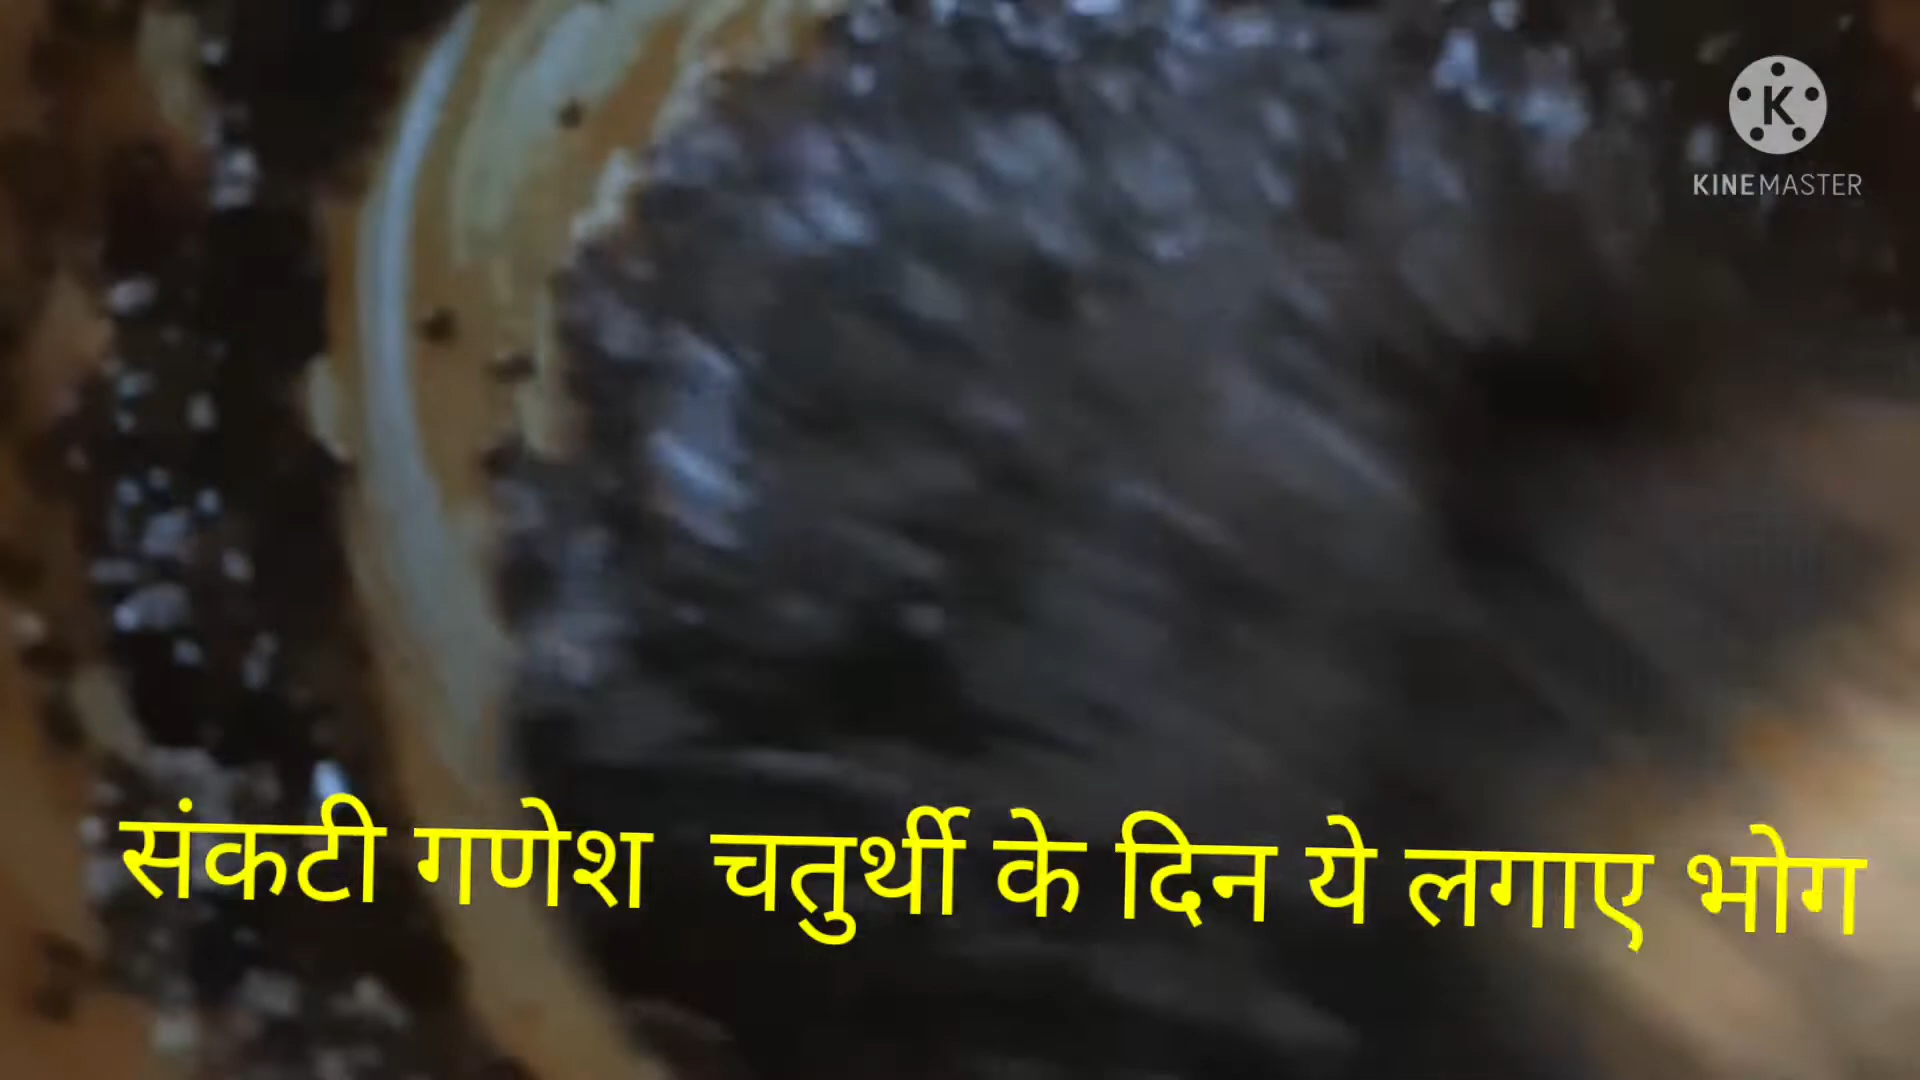 K
KINEMASTER
संकटी गणेश चतुर्थी के दिन ये लगाए भोग